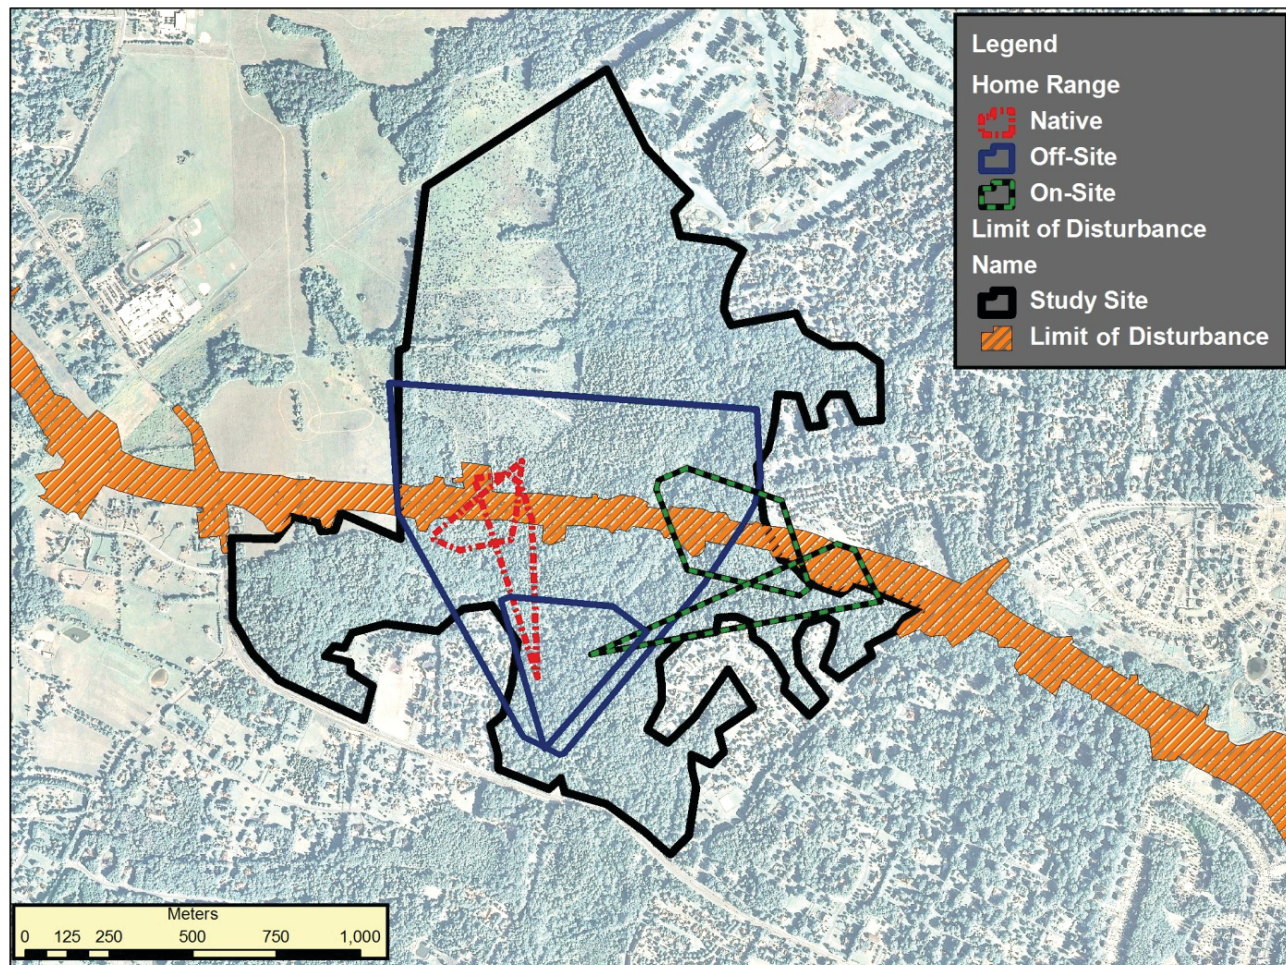 Legend
Home Range
Native
Off-Site
On-Site
Limit of Disturbance
Name
Study Site
Limit of Disturbance
Meters
0 125 250 500 750 1,000